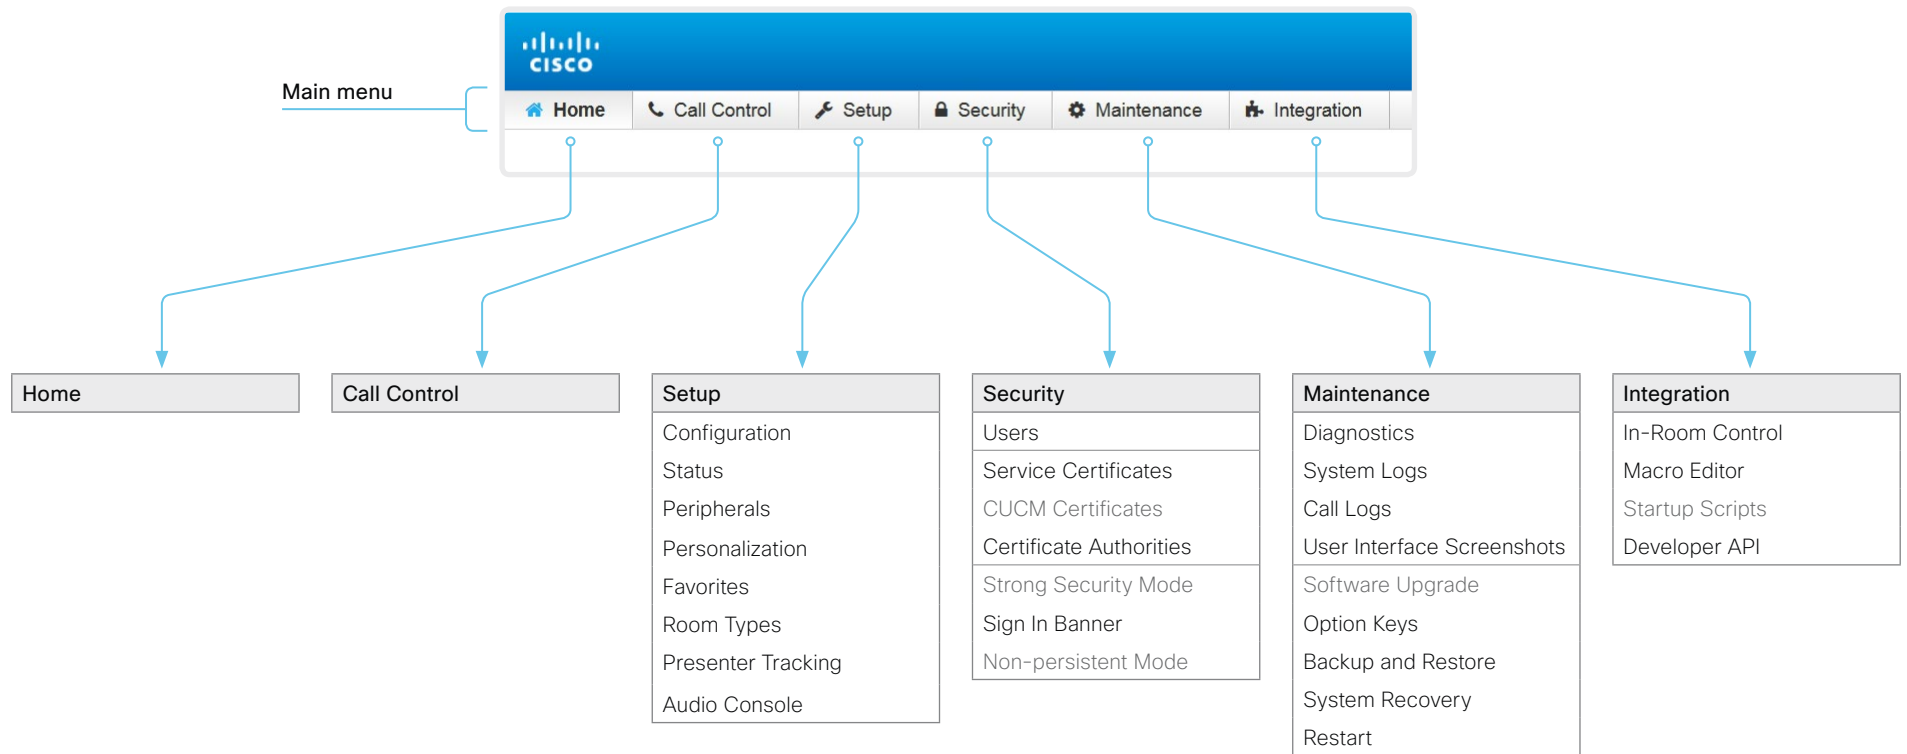 CISCO
Main menu
Home Call Control Setup Security Maintenance Integration
Home
Call Control
Setup
Configuration
Status
Peripherals
Personalization
Favorites
Room Types
Presenter Tracking
Audio Console
Security
Users
Service Certificates
CUCM Certificates
Certificate Authorities
Strong Security Mode
Sign In Banner
Non-persistent Mode
Maintenance
Diagnostics
System Logs
Call Logs
User Interface Screenshots
Software Upgrade
Option Keys
Backup and Restore
System Recovery
Restart
Integration
In-Room Control
Macro Editor
Startup Scripts
Developer API